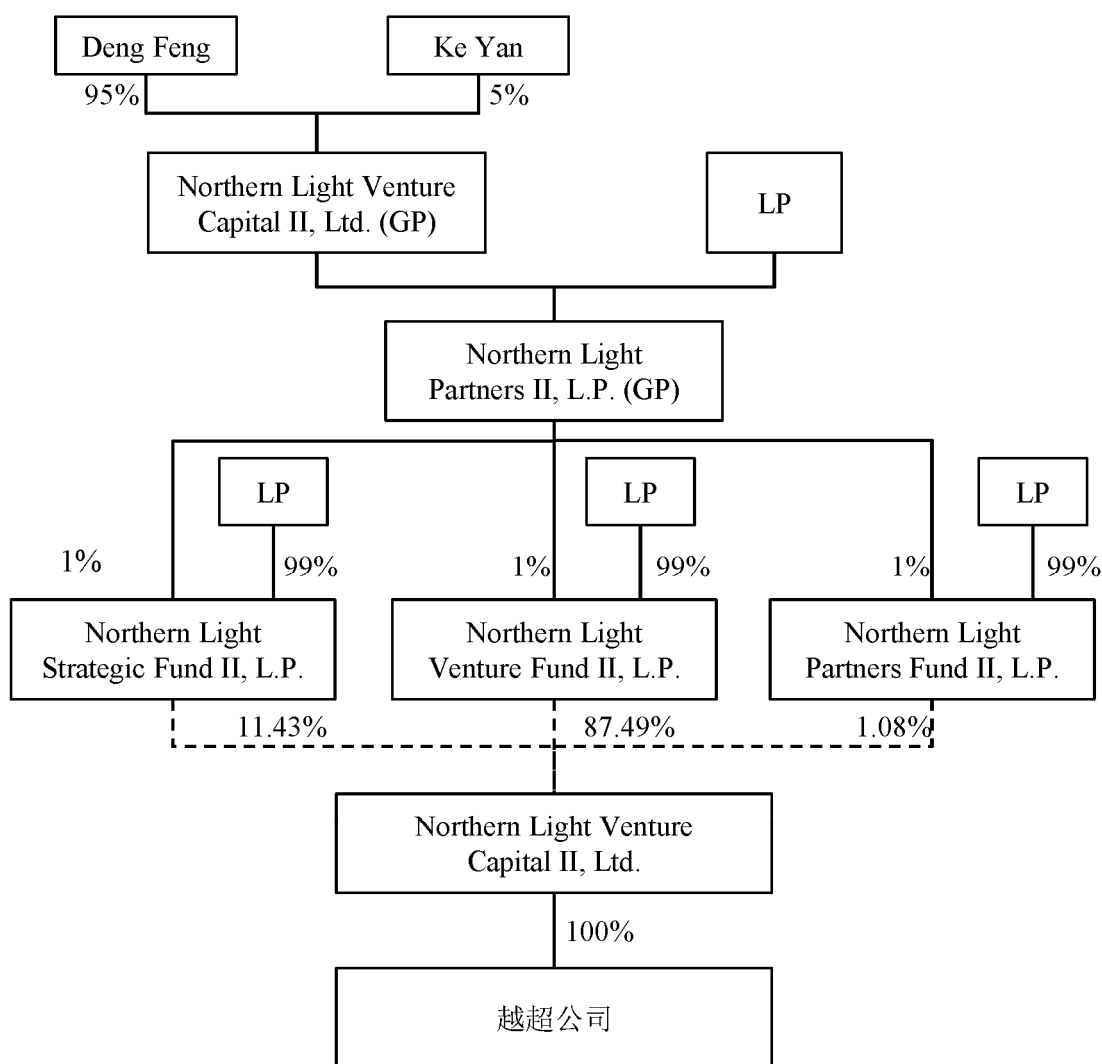 Deng Feng
Ke Yan
95%
5%
Northern Light Venture
Capital II, Ltd. (GP)
LP
Northern Light
Partners II, L.P. (GP)
LP
LP
LP
1%
99%
1%
99%
1%
99%
Northern Light
Strategic Fund II, L.P.
Northern Light
Venture Fund II, L.P.
Northern Light
Partners Fund II, L.P.
11.43%
87.49%
1.08%
Northern Light Venture
Capital II, Ltd.
100%
越超公司